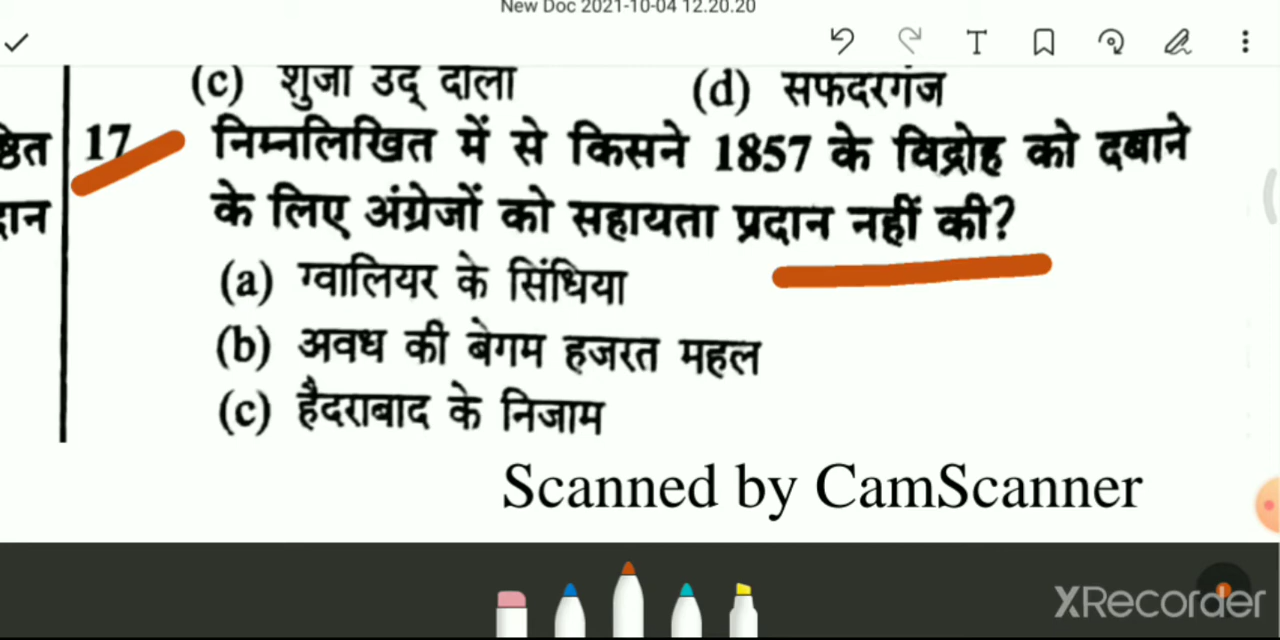 New Doc 2021-10-04 12.20.20
(c) शुजा उद् दौला (d) सफदरगंज
ष्ठित 17 निम्नलिखित में से किसने 1857 के विद्रोह को दबाने
के लिए अंग्रेजों को सहायता प्रदान नहीं की?
(a) ग्वालियर के सिंधिया
(b) अवध की बेगम हजरत महल
(c) हैदराबाद के निजाम
Scanned by CamScanner
XRecorder